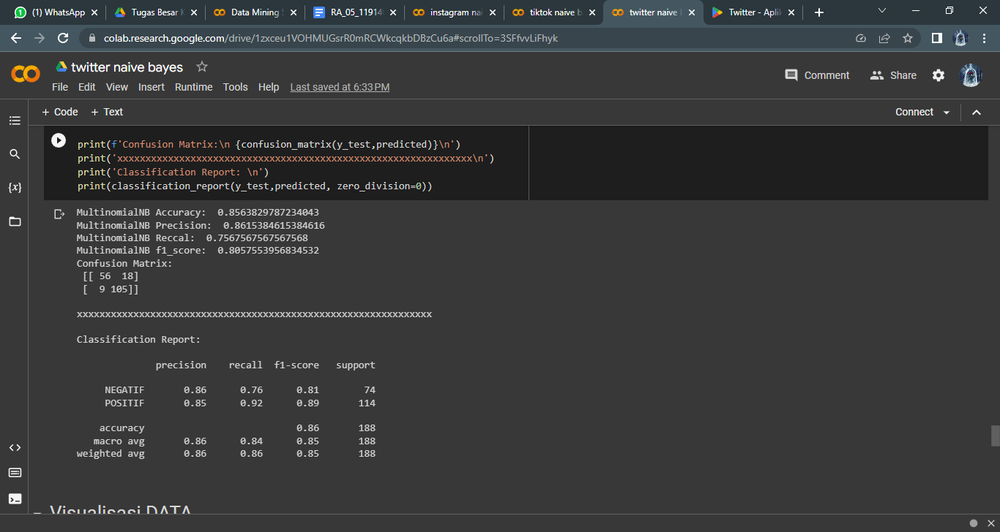 (1) WhatsApp
Tugas Besar
Data Mining
RA_05_11914
instagram nai
tiktok naive b
twitter naive
Twitter - Aplik
colab.research.google.com/drive/1zxceu1VOHMUGsrR0mRCWkcqkbDBzCu6a#scrollTo=3SFfvvLiFhyk
twitter naive bayes
File Edit View Insert Runtime Tools Help Last saved at 6:33 PM
Comment
Share
+ Code + Text
Connect
print(f'Confusion Matrix:\n {confusion_matrix(y_test,predicted)}\n')
print('xxxxxxxxxxxxxxxxxxxxxxxxxxxxxxxxxxxxxxxxxxxxxxxxxxxxxxxxxxxxxxx\n')
print('Classification Report: \n')
print(classification_report(y_test,predicted, zero_division=0))
MultinomialNB Accuracy: 0.8563829787234043
MultinomialNB Precision: 0.8615384615384616
MultinomialNB Reccal: 0.7567567567567568
MultinomialNB f1_score: 0.8057553956834532
Confusion Matrix:
[[ 56 18]
[ 9 105]]
xxxxxxxxxxxxxxxxxxxxxxxxxxxxxxxxxxxxxxxxxxxxxxxxxxxxxxxxxxxxxxx
Classification Report:
precision recall f1-score support
NEGATIF 0.86 0.76 0.81 74
POSITIF 0.85 0.92 0.89 114
accuracy 0.86 188
macro avg 0.86 0.84 0.85 188
weighted avg 0.86 0.86 0.85 188
Visualisasi DATA